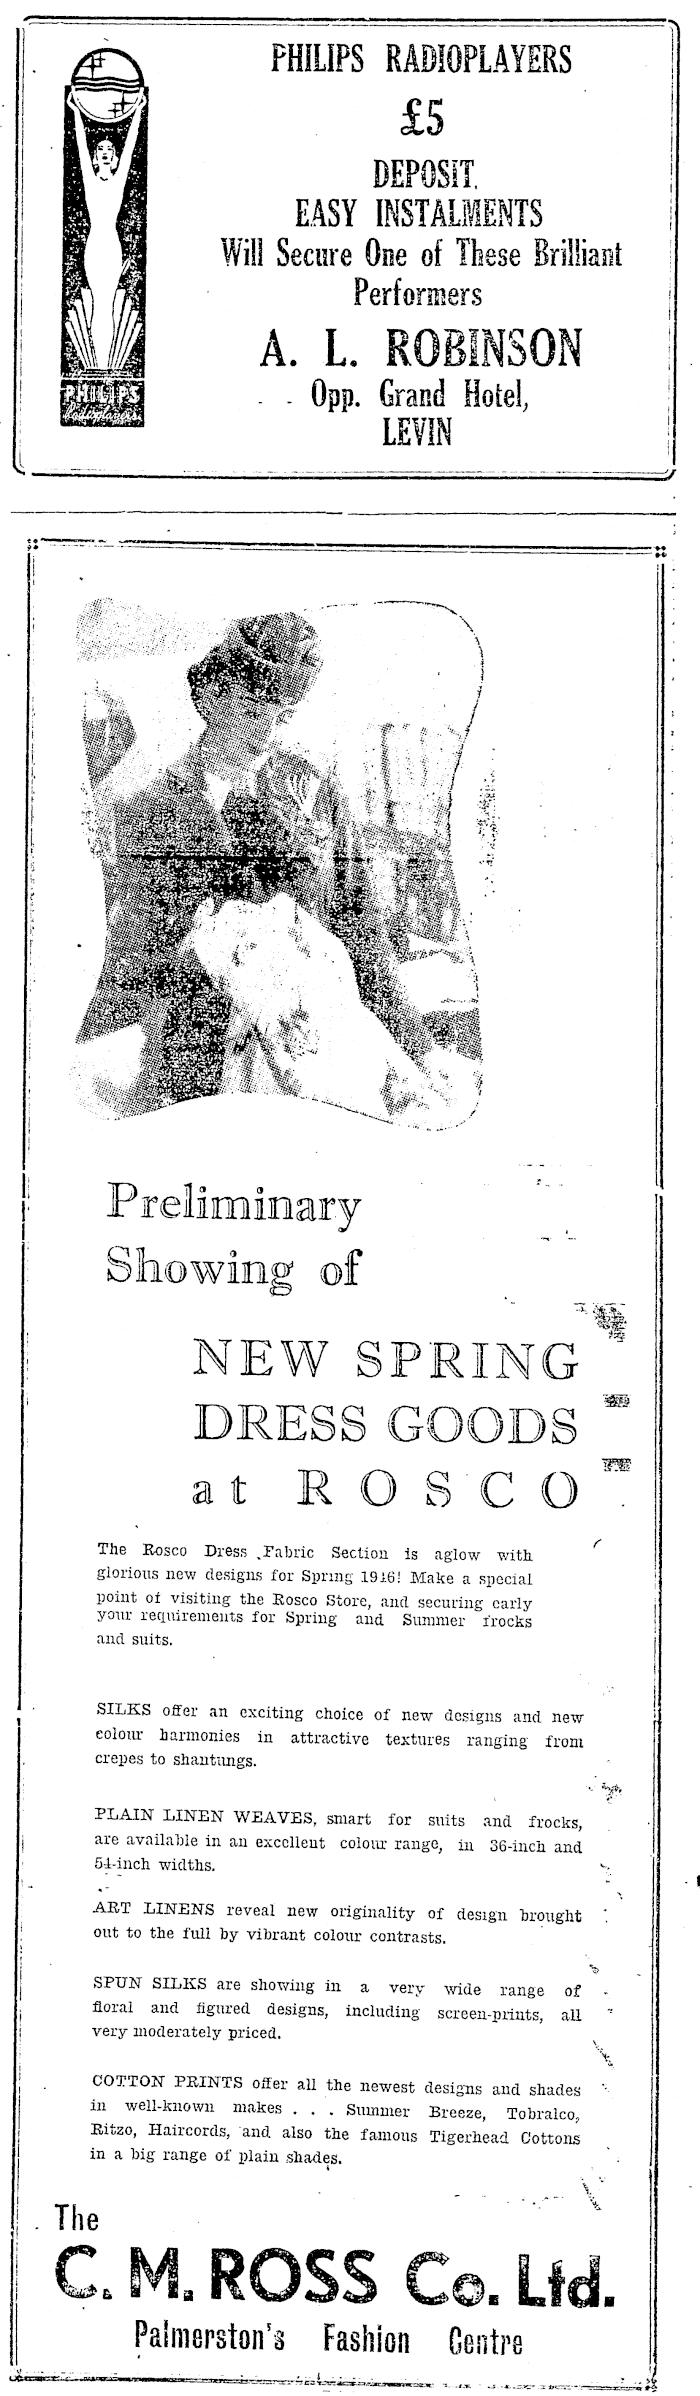 PHILIPS RADIOPLAYERS
£5
DEPOSIT.
EASY INSTALMENTS
Will Secure One of These Brilliant
Performers
A. L. ROBINSON
Opp. Grand Hotel,
LEVIN
PHILIPS
Radioplayers
Preliminary
Showing of
NEW SPRING
DRESS GOODS
at ROSCO
The Rosco Dress Fabric Section is aglow with
glorious new designs for Spring 1946! Make a special
point of visiting the Rosco Store, and securing early
your requirements for Spring and Summer frocks
and suits.
SILKS offer an exciting choice of new designs and new
colour harmonies in attractive textures ranging from
crepes to shantungs.
PLAIN LINEN WEAVES, smart for suits and frocks,
are available in an excellent colour range, in 36-inch and
54-inch widths.
ART LINENS reveal new originality of design brought
out to the full by vibrant colour contrasts.
SPUN SILKS are showing in a very wide range of
floral and figured designs, including screen-prints, all
very moderately priced.
COTTON PRINTS offer all the newest designs and shades
in well-known makes . . . Summer Breeze, Tobralco,
Ritzo, Haircords, and also the famous Tigerhead Cottons
in a big range of plain shades.
The
C. M. ROSS Co. Ltd.
Palmerston's Fashion Centre